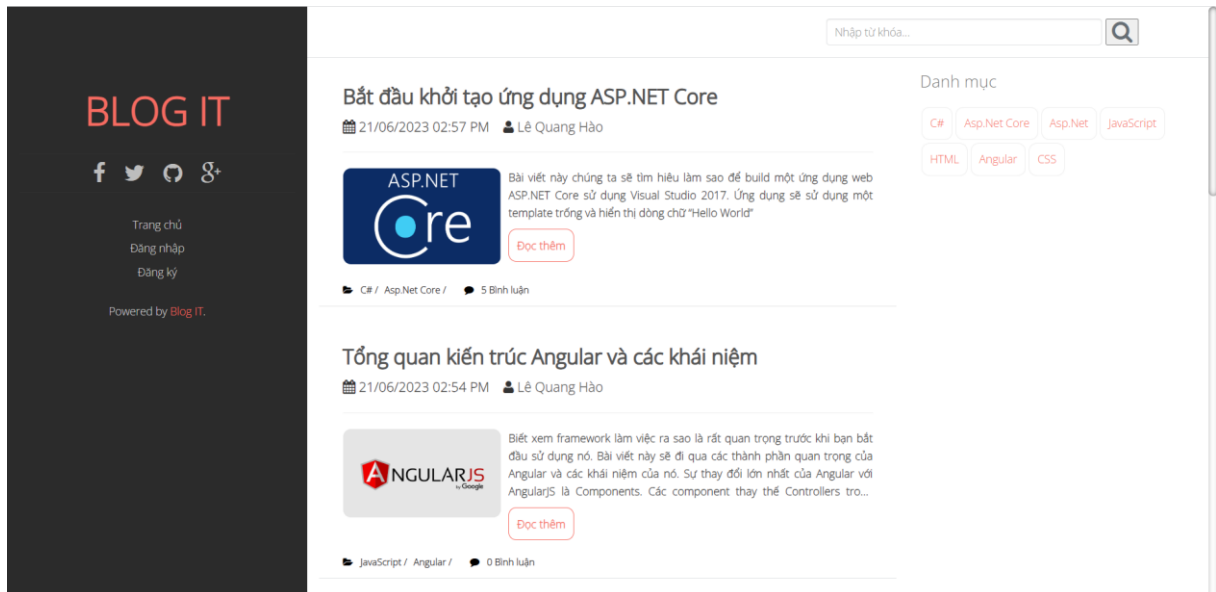 Nhập từ khóa...
BLOG IT
Trang chủ
Đăng nhập
Đăng ký
Powered by Blog IT.
Bắt đầu khởi tạo ứng dụng ASP.NET Core
21/06/2023 02:57 PM Lê Quang Hào
ASP.NET
Core
Bài viết này chúng ta sẽ tìm hiêu làm sao để build một ứng dụng web
ASP.NET Core sử dụng Visual Studio 2017. Ứng dụng sẽ sử dụng một
template trống và hiển thị dòng chữ “Hello World”
Đọc thêm
C# / Asp.Net Core / 5 Bình luận
Tổng quan kiến trúc Angular và các khái niệm
21/06/2023 02:54 PM Lê Quang Hào
ANGULARJS
by Google
Biết xem framework làm việc ra sao là rất quan trọng trước khi bạn bắt
đầu sử dụng nó. Bài viết này sẽ đi qua các thành phần quan trọng của
Angular và các khái niệm của nó. Sự thay đổi lớn nhất của Angular với
AngularJS là Components. Các component thay thế Controllers tro...
Đọc thêm
JavaScript / Angular / 0 Bình luận
Danh mục
C# Asp.Net Core Asp.Net JavaScript
HTML Angular CSS